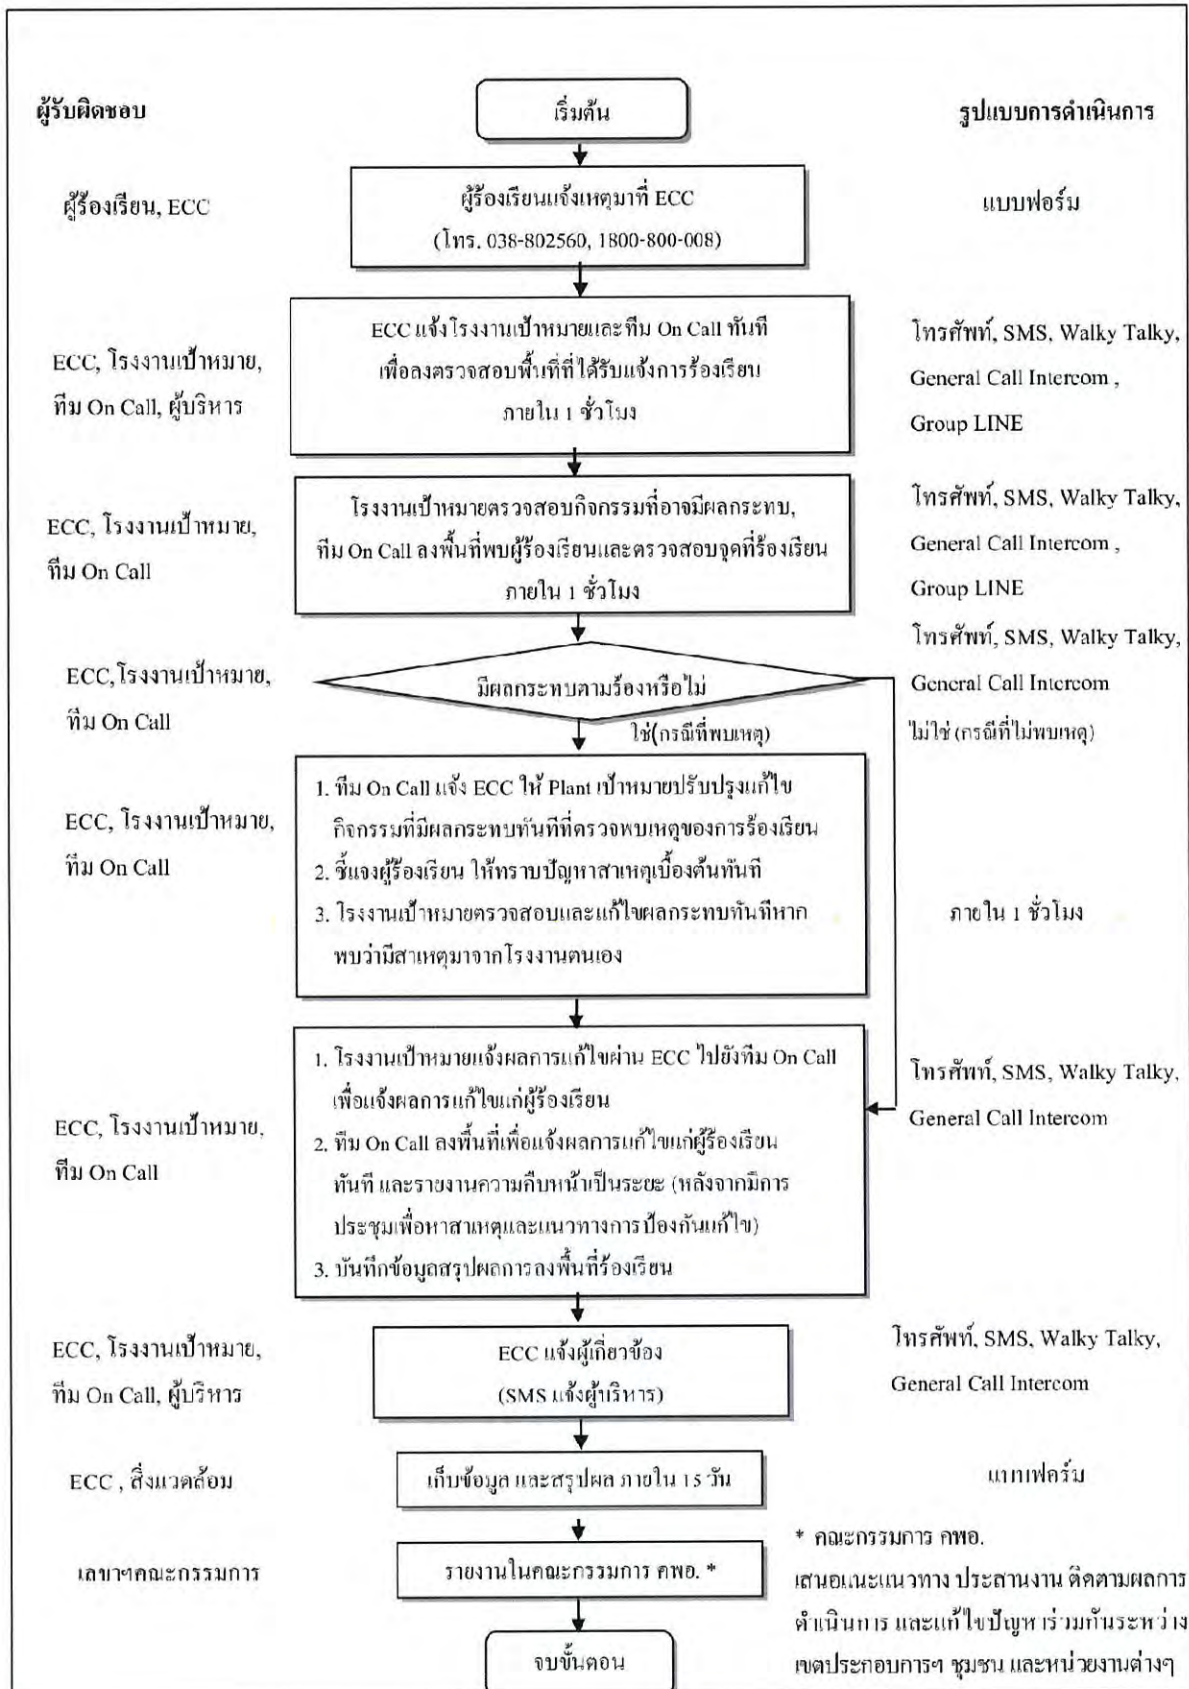 ผู้รับผิดชอบ
เริ่มต้น
รูปแบบการดำเนินการ
ผู้ร้องเรียน, ECC
ผู้ร้องเรียนแจ้งเหตุมาที่ ECC
(โทร. 038-802560, 1800-800-008)
แบบฟอร์ม
ECC, โรงงานเป้าหมาย,
ทีม On Call, ผู้บริหาร
ECC แจ้งโรงงานเป้าหมายและทีม On Call ทันที
เพื่อลงตรวจสอบพื้นที่ที่ได้รับแจ้งการร้องเรียน
ภายใน 1 ชั่วโมง
โทรศัพท์, SMS, Walky Talky,
General Call Intercom ,
Group LINE
ECC, โรงงานเป้าหมาย,
ทีม On Call
โรงงานเป้าหมายตรวจสอบกิจกรรมที่อาจมีผลกระทบ,
ทีม On Call ลงพื้นที่พบผู้ร้องเรียนและตรวจสอบจุดที่ร้องเรียน
ภายใน 1 ชั่วโมง
โทรศัพท์, SMS, Walky Talky,
General Call Intercom ,
Group LINE
ECC,โรงงานเป้าหมาย,
ทีม On Call
มีผลกระทบตามร้องหรือไม่
โทรศัพท์, SMS, Walky Talky,
General Call Intercom
ใช่(กรณีที่พบเหตุ)
ไม่ใช่ (กรณีที่ไม่พบเหตุ)
ECC, โรงงานเป้าหมาย,
ทีม On Call
1. ทีม On Call แจ้ง ECC ให้ Plant เป้าหมายปรับปรุงแก้ไข
กิจกรรมที่มีผลกระทบทันทีที่ตรวจพบเหตุของการร้องเรียน
2. ชี้แจงผู้ร้องเรียน ให้ทราบปัญหาสาเหตุเบื้องต้นทันที
3. โรงงานเป้าหมายตรวจสอบและแก้ไขผลกระทบทันทีหาก
พบว่ามีสาเหตุมาจากโรงงานตนเอง
ภายใน 1 ชั่วโมง
ECC, โรงงานเป้าหมาย,
ทีม On Call
1. โรงงานเป้าหมายแจ้งผลการแก้ไขผ่าน ECC ไปยังทีม On Call
เพื่อแจ้งผลการแก้ไขแก่ผู้ร้องเรียน
2. ทีม On Call ลงพื้นที่เพื่อแจ้งผลการแก้ไขแก่ผู้ร้องเรียน
ทันที และรายงานความคืบหน้าเป็นระยะ (หลังจากมีการ
ประชุมเพื่อหาสาเหตุและแนวทางการป้องกันแก้ไข)
3. บันทึกข้อมูลสรุปผลการลงพื้นที่ร้องเรียน
โทรศัพท์, SMS, Walky Talky,
General Call Intercom
ECC, โรงงานเป้าหมาย,
ทีม On Call, ผู้บริหาร
ECC แจ้งผู้เกี่ยวข้อง
(SMS แจ้งผู้บริหาร)
โทรศัพท์, SMS, Walky Talky,
General Call Intercom
ECC , สิ่งแวดล้อม
เก็บข้อมูล และสรุปผล ภายใน 15 วัน
แบบฟอร์ม
เลขาฯคณะกรรมการ
รายงานในคณะกรรมการ คพอ. *
จบขั้นตอน
* คณะกรรมการ คพอ.
เสนอแนะแนวทาง ประสานงาน ติดตามผลการ
ดำเนินการ และแก้ไขปัญหาร่วมกันระหว่าง
เขตประกอบการฯ ชุมชน และหน่วยงานต่างๆ